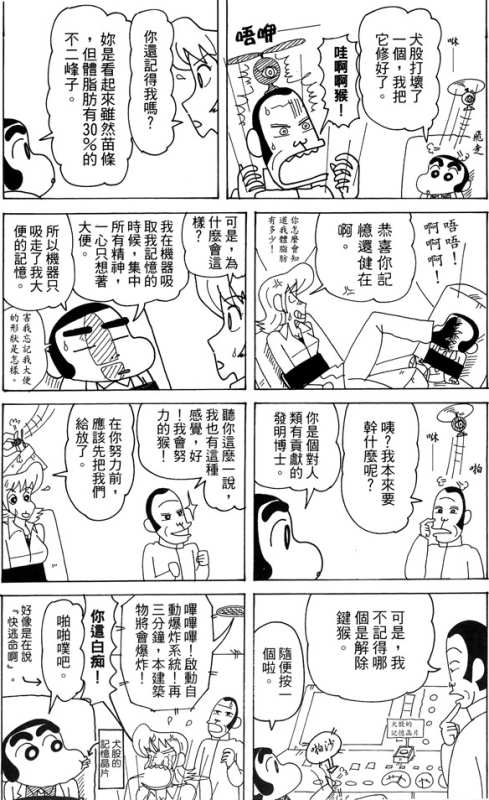 犬股打壞了
一個,我把
它修好了。
咻
飛走
哇啊啊猴!
唔呷
你還記得我嗎?
妳是看起來雖然苗條
,但體脂肪有30%的
不二峰子。
唔唔!
啊啊!
啊!
恭喜你記
憶還健在
啊。
你怎麼會知
道我體脂肪
有多少!
可是,為
什麼會這
樣?
我在機器吸
取我記憶的
時候,集中
所有精神,
一心只想著
大便。
所以機器只
吸走了我大
便的記憶。
害我忘記我大便
的形狀是怎樣。
咻
啪
咦?我本來要
幹什麼呢?
你是個對人
類有貢獻的
發明博士。
聽你這麼一說,
我也有這種
感覺,好
!我會努
力的猴!
在你努力前,
應該先把我們
給放了。
可是,我
不記得哪
個是解除
鍵猴。
隨便按一
個啦。
犬股的
記憶晶片
啪沙
嗶嗶嗶!啟動自
動爆炸系統!再
三分鐘,本建築
物將會爆炸!
你這白痴!
犬股的
記憶晶片
啪啪噗吧。
好像是在說
『快逃命啊』。